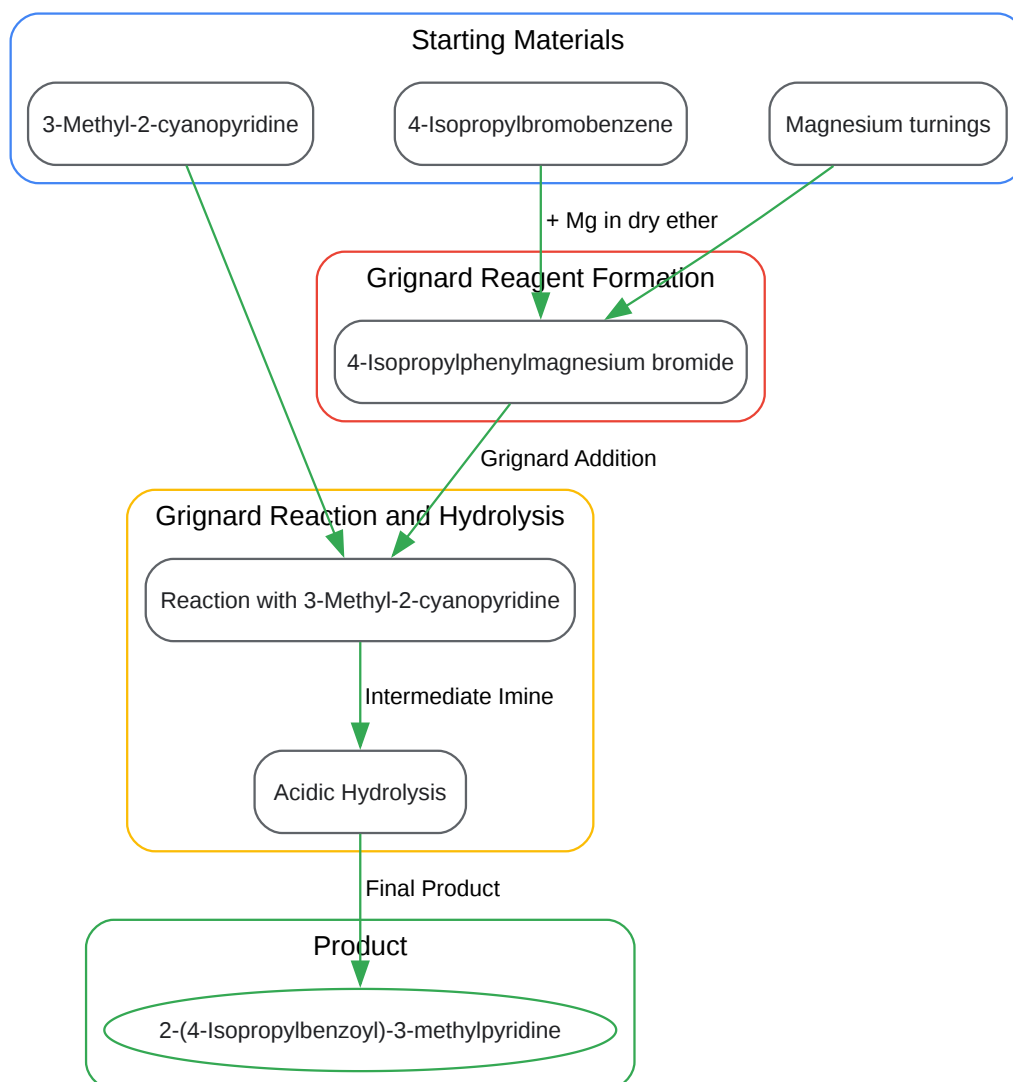 Starting Materials
3-Methyl-2-cyanopyridine
4-Isopropylbromobenzene
Magnesium turnings
+ Mg in dry ether
Grignard Reagent Formation
4-Isopropylphenylmagnesium bromide
Grignard Addition
Grignard Reaction and Hydrolysis
Reaction with 3-Methyl-2-cyanopyridine
Intermediate Imine
Acidic Hydrolysis
Final Product
Product
2-(4-Isopropylbenzoyl)-3-methylpyridine